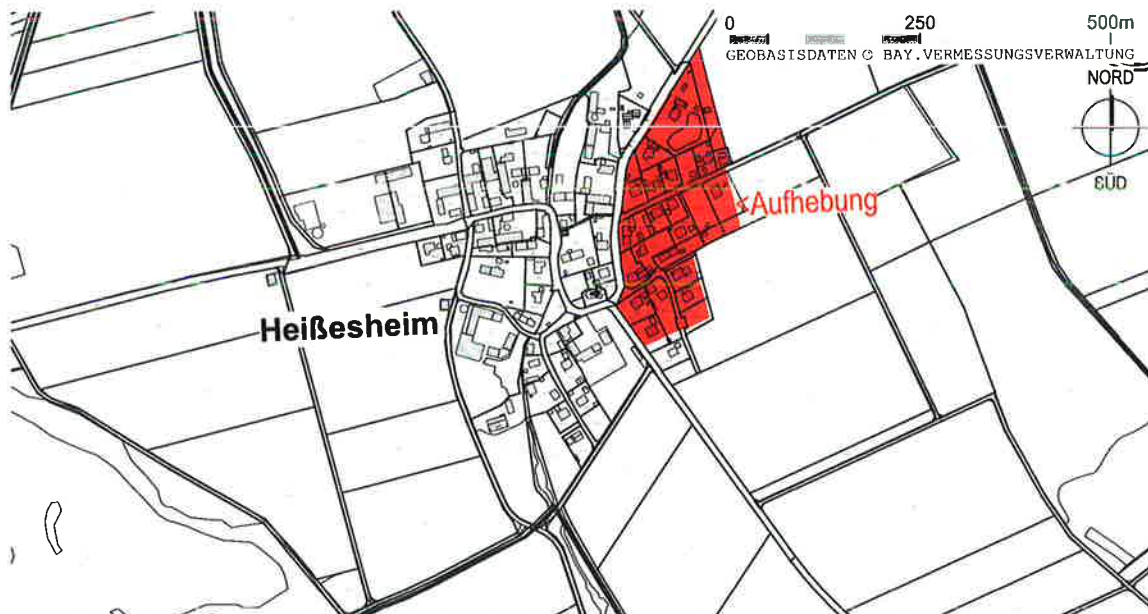 0 250 500m
GEOBASISDATEN © BAY.VERMESSUNGSVERWALTUNG
NORD
SÜD
<Aufhebung
Heißesheim